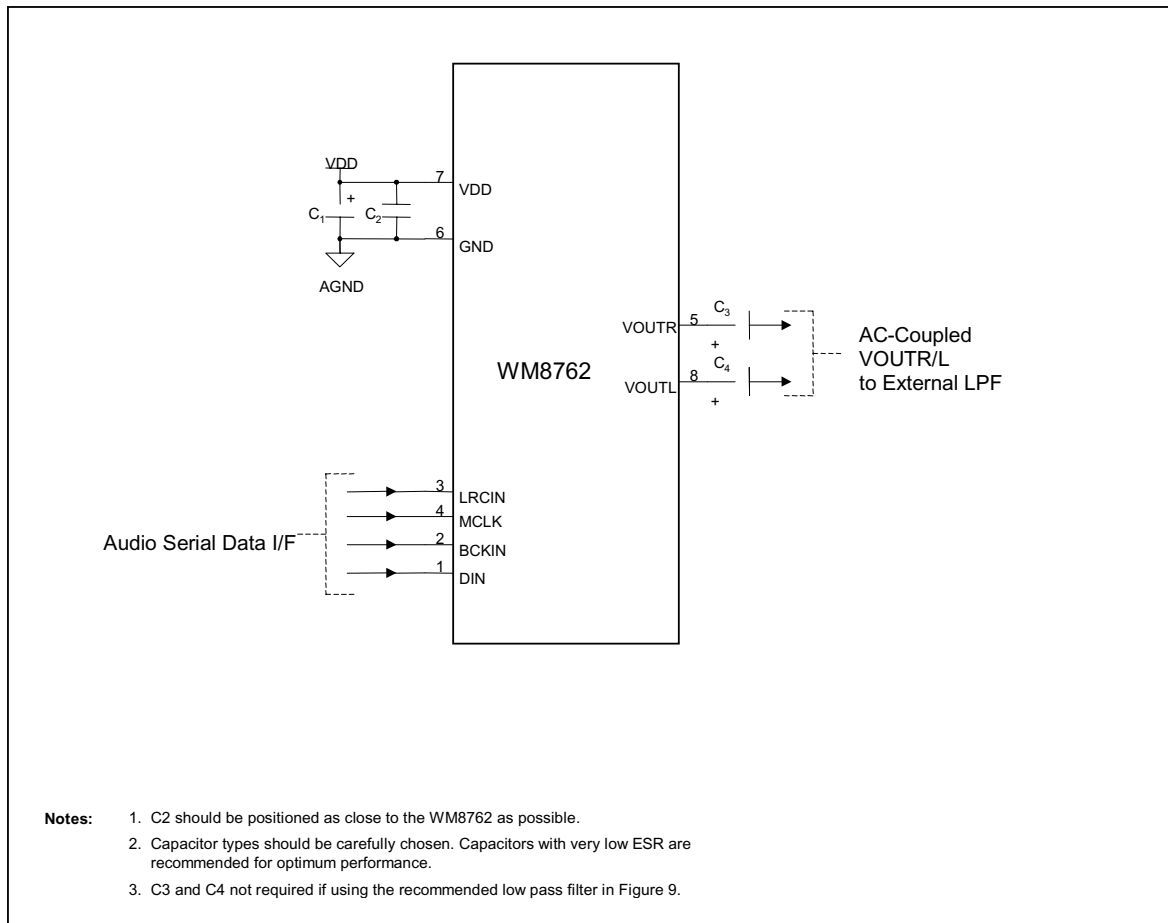 VDD
7
VDD
+
C1
C2
6
GND
AGND
VOUTR
5
C3
+
VOUTL
8
C4
+
AC-Coupled
VOUTR/L
to External LPF
WM8762
Audio Serial Data I/F
3
LRCIN
4
MCLK
2
BCKIN
1
DIN
Notes:
1. C2 should be positioned as close to the WM8762 as possible.
2. Capacitor types should be carefully chosen. Capacitors with very low ESR are
recommended for optimum performance.
3. C3 and C4 not required if using the recommended low pass filter in Figure 9.